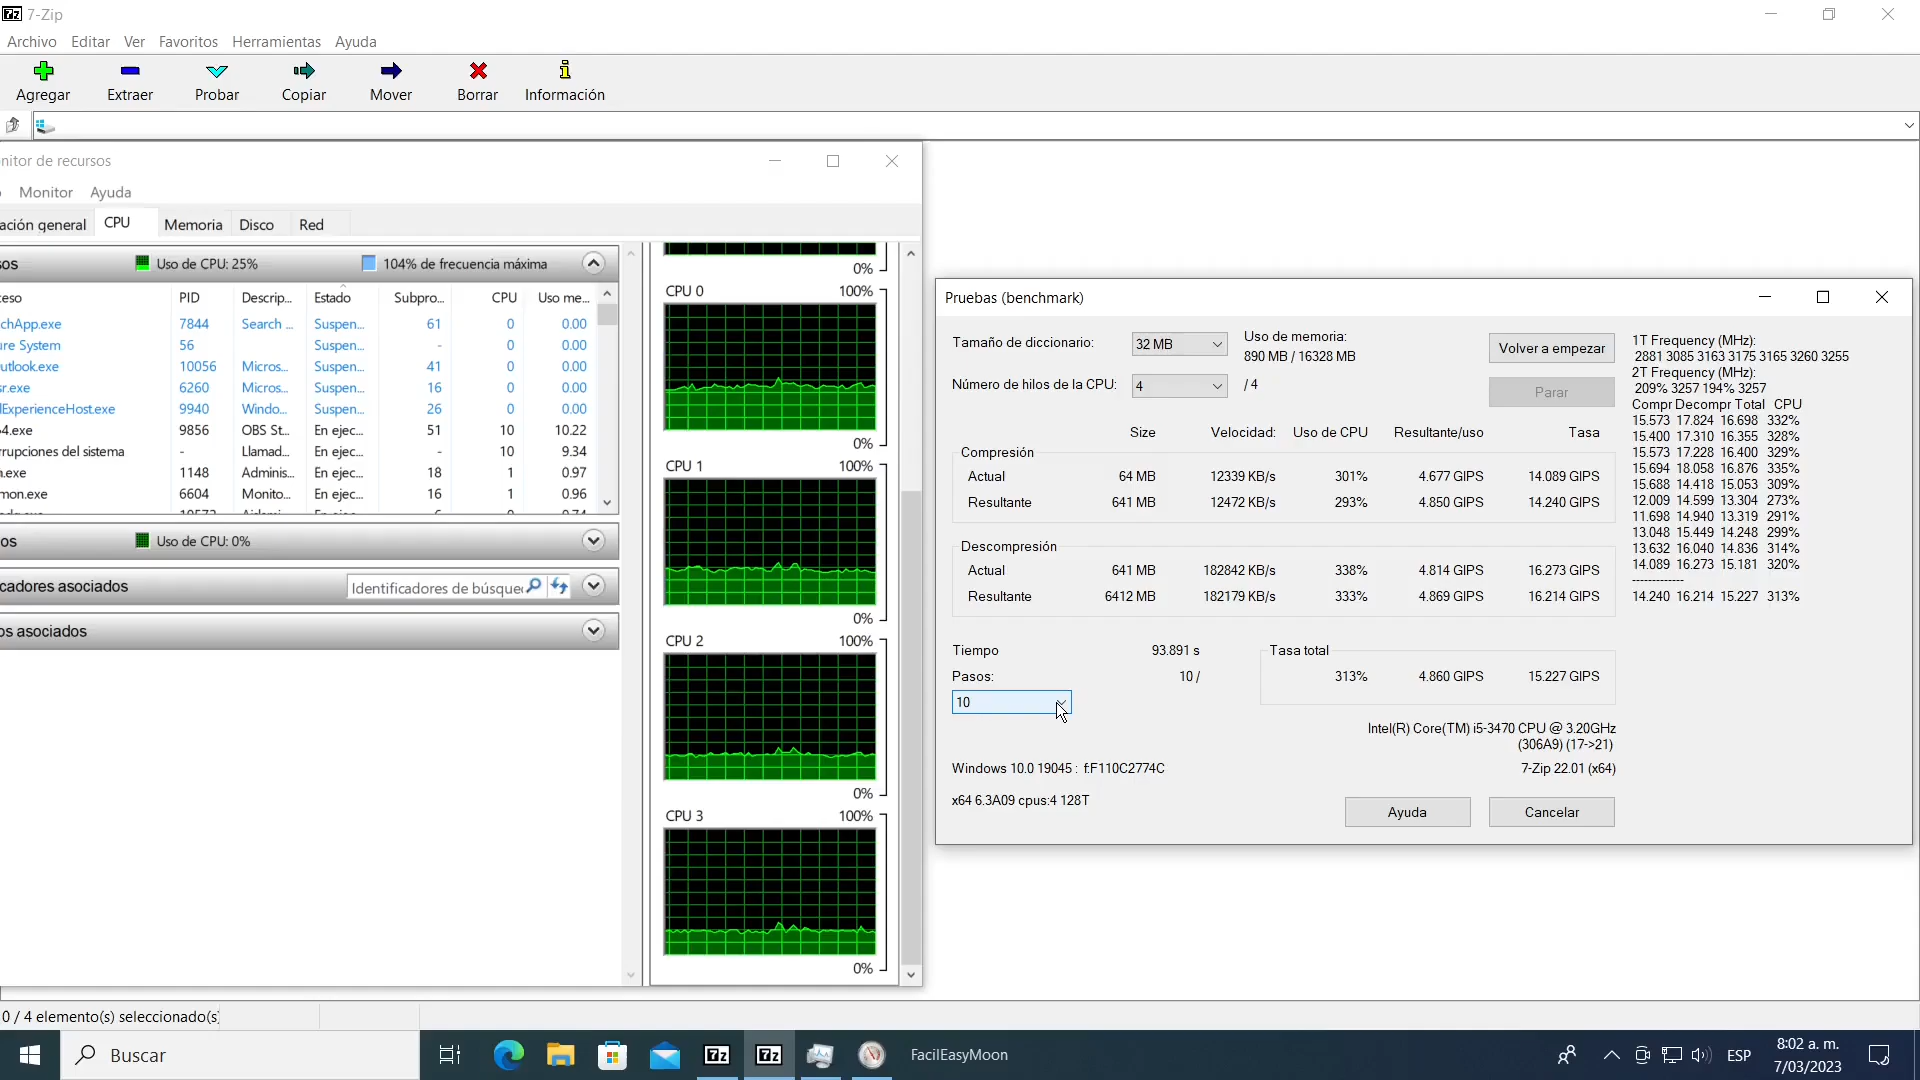 7-Zip
Archivo Editar Ver Favoritos Herramientas Ayuda
Agregar Extraer Probar Copiar Mover Borrar Información
nitor de recursos
Monitor Ayuda
ación general CPU Memoria Disco Red
sos Uso de CPU: 25% 104% de frecuencia máxima
eso PID Descrip... Estado Subpro... CPU Uso me...
chApp.exe 7844 Search ... Suspen... 61 0 0.00
ure System 56 Suspen... - 0 0.00
utlook.exe 10056 Micros... Suspen... 41 0 0.00
sr.exe 6260 Micros... Suspen... 16 0 0.00
lExperienceHost.exe 9940 Windo... Suspen... 26 0 0.00
4.exe 9856 OBS St... En ejec... 51 10 10.22
rrupciones del sistema - Llamad... En ejec... - 10 9.34
n.exe 1148 Adminis... En ejec... 18 1 0.97
mon.exe 6604 Monito... En ejec... 16 1 0.96
os Uso de CPU: 0%
cadores asociados Identificadores de búsque
os asociados
0%
CPU 0 100%
0%
CPU 1 100%
0%
CPU 2 100%
0%
CPU 3 100%
0%
Pruebas (benchmark)
Tamaño de diccionario: 32 MB
Uso de memoria:
890 MB / 16328 MB
Volver a empezar
Número de hilos de la CPU: 4 / 4
Parar
Size Velocidad: Uso de CPU Resultante/uso Tasa
Compresión
Actual 64 MB 12339 KB/s 301% 4.677 GIPS 14.089 GIPS
Resultante 641 MB 12472 KB/s 293% 4.850 GIPS 14.240 GIPS
Descompresión
Actual 641 MB 182842 KB/s 338% 4.814 GIPS 16.273 GIPS
Resultante 6412 MB 182179 KB/s 333% 4.869 GIPS 16.214 GIPS
Tiempo 93.891 s
Pasos: 10 /
10
Tasa total
313% 4.860 GIPS 15.227 GIPS
Intel(R) Core(TM) i5-3470 CPU @ 3.20GHz
(306A9) (17->21)
Windows 10.0 19045 : f:F110C2774C
7-Zip 22.01 (x64)
x64 6.3A09 cpus:4 128T
Ayuda Cancelar
1T Frequency (MHz):
2881 3085 3163 3175 3165 3260 3255
2T Frequency (MHz):
209% 3257 194% 3257
Compr Decompr Total CPU
15.573 17.824 16.698 332%
15.400 17.310 16.355 328%
15.573 17.228 16.400 329%
15.694 18.058 16.876 335%
15.688 14.418 15.053 309%
12.009 14.599 13.304 273%
11.698 14.940 13.319 291%
13.048 15.449 14.248 299%
13.632 16.040 14.836 314%
14.089 16.273 15.181 320%
-------------
14.240 16.214 15.227 313%
0 / 4 elemento(s) seleccionado(s
Buscar
7z
7z
FacilEasyMoon
ESP
8:02 a. m.
7/03/2023